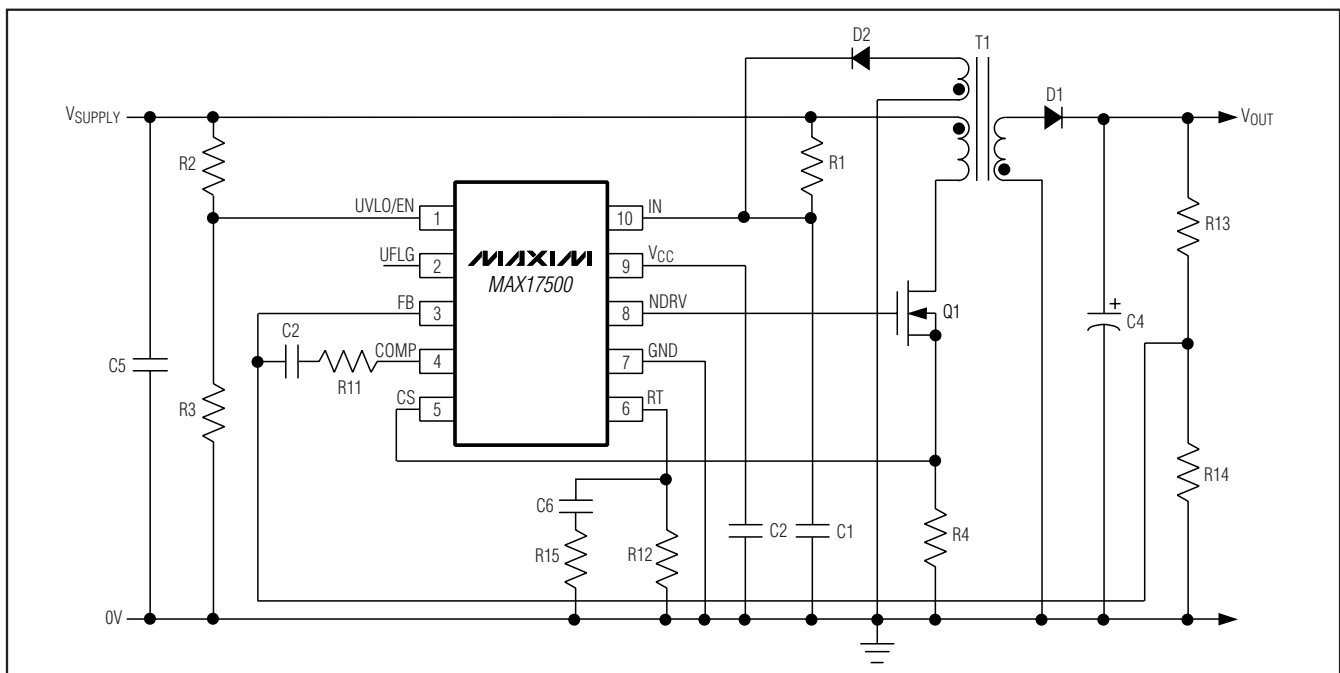 D2
T1
D1
VSUPPLY
VOUT
R2
R1
R13
UVLO/EN
1
10
IN
UFLG
2
MAXIM
9
VCC
MAX17500
FB
3
8
NDRV
Q1
C4
+
C2
COMP
4
7
GND
C5
R11
R3
CS
5
6
RT
R14
C6
R15
R12
C2
C1
R4
0V